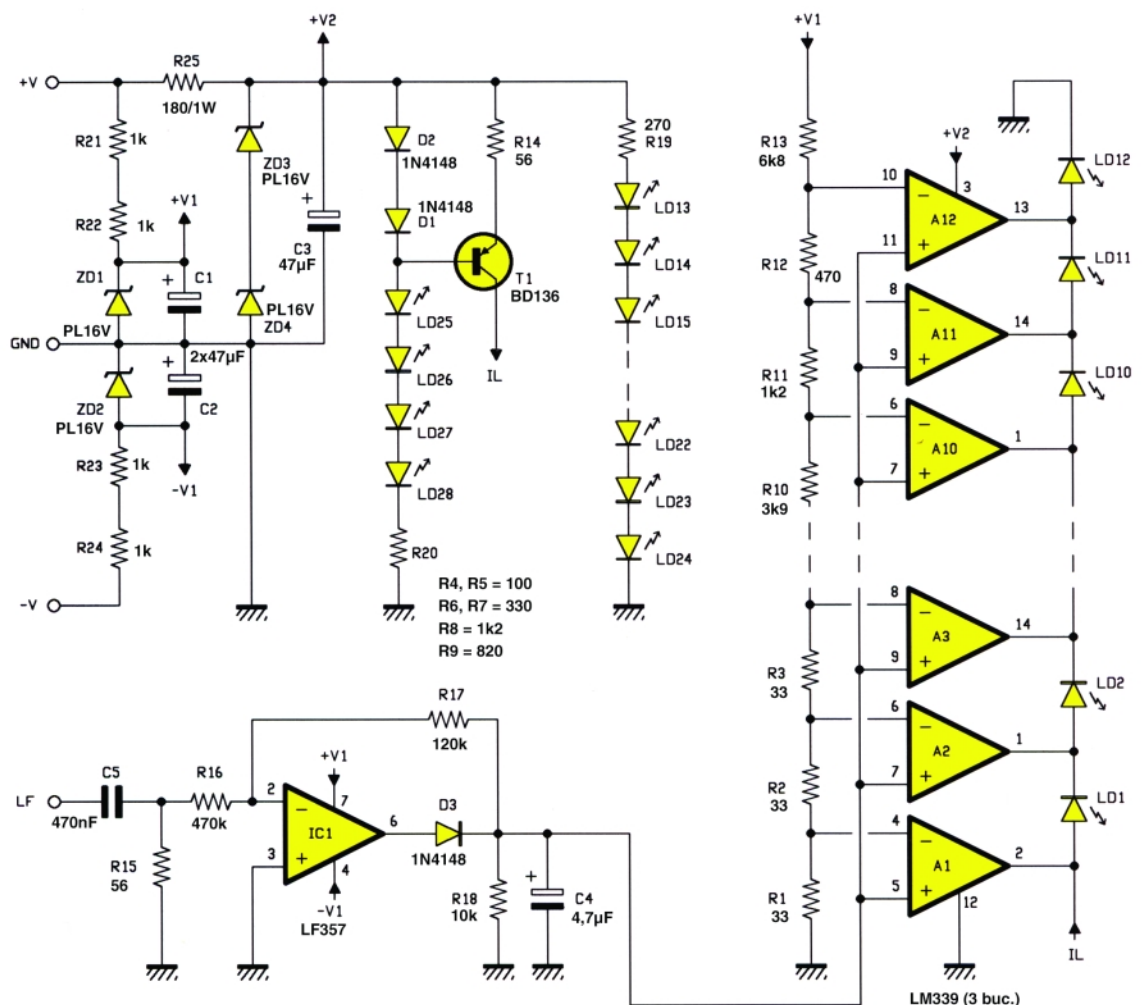 +V2
+V1
+V
R25
180/1W
R21
1k
R22
1k
+V1
ZD1
PL16V
C1
GND
2x47µF
ZD2
PL16V
C2
-V1
R23
1k
R24
1k
-V
ZD3
PL16V
PL16V
ZD4
C3
47µF
D2
1N4148
1N4148
D1
R14
56
T1
BD136
IL
LD25
LD26
LD27
LD28
R20
270
R19
LD13
LD14
LD15
LD22
LD23
LD24
R4, R5 = 100
R6, R7 = 330
R8 = 1k2
R9 = 820
R13
6k8
R12
470
R11
1k2
R10
3k9
R3
33
R2
33
R1
33
+V2
3
10
11
A12
13
8
9
A11
14
6
7
A10
1
8
9
A3
14
6
7
A2
1
4
5
A1
2
12
LD12
LD11
LD10
LD2
LD1
IL
LM339 (3 buc.)
LF
C5
470nF
R15
56
R16
470k
R17
120k
+V1
2
7
IC1
6
3
4
-V1
LF357
D3
1N4148
R18
10k
C4
4,7µF
+
+
+
+
−
+
−
+
−
+
−
+
−
+
−
+
−
+